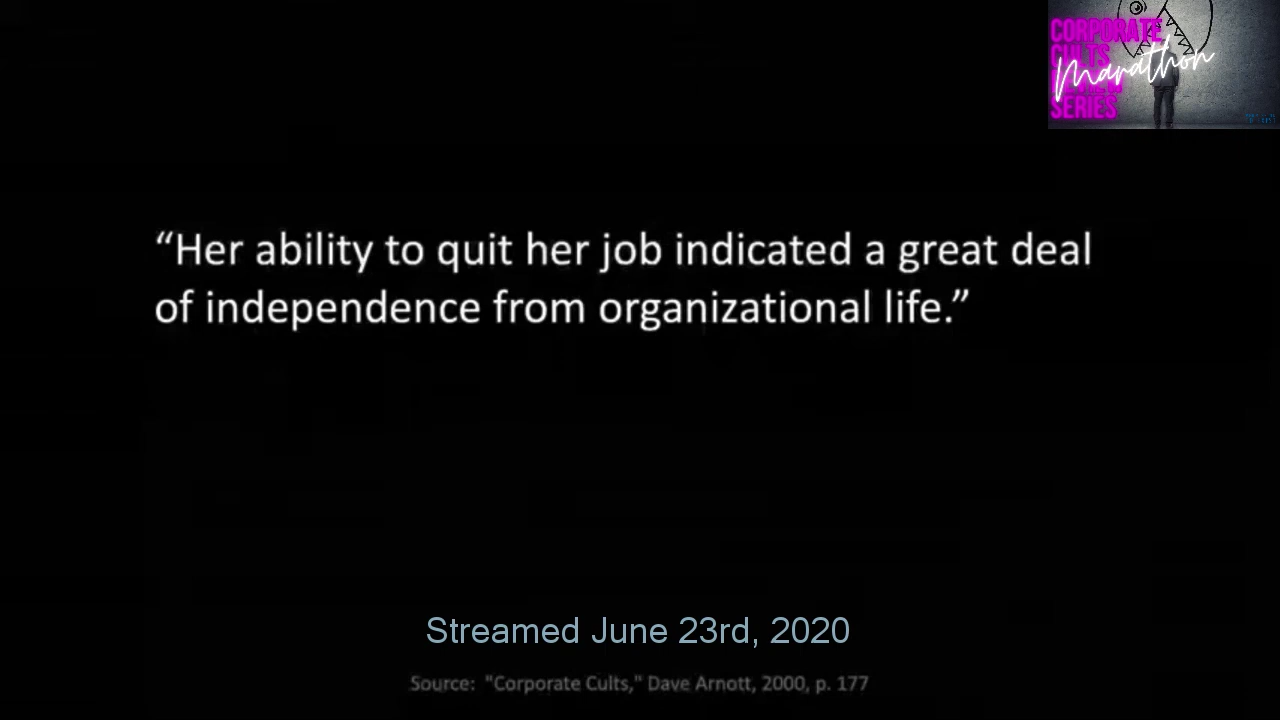 CORPORATE
CULTS
Marathon
SERIES
“Her ability to quit her job indicated a great deal
of independence from organizational life.”
Streamed June 23rd, 2020
Source: "Corporate Cults," Dave Arnott, 2000, p. 177